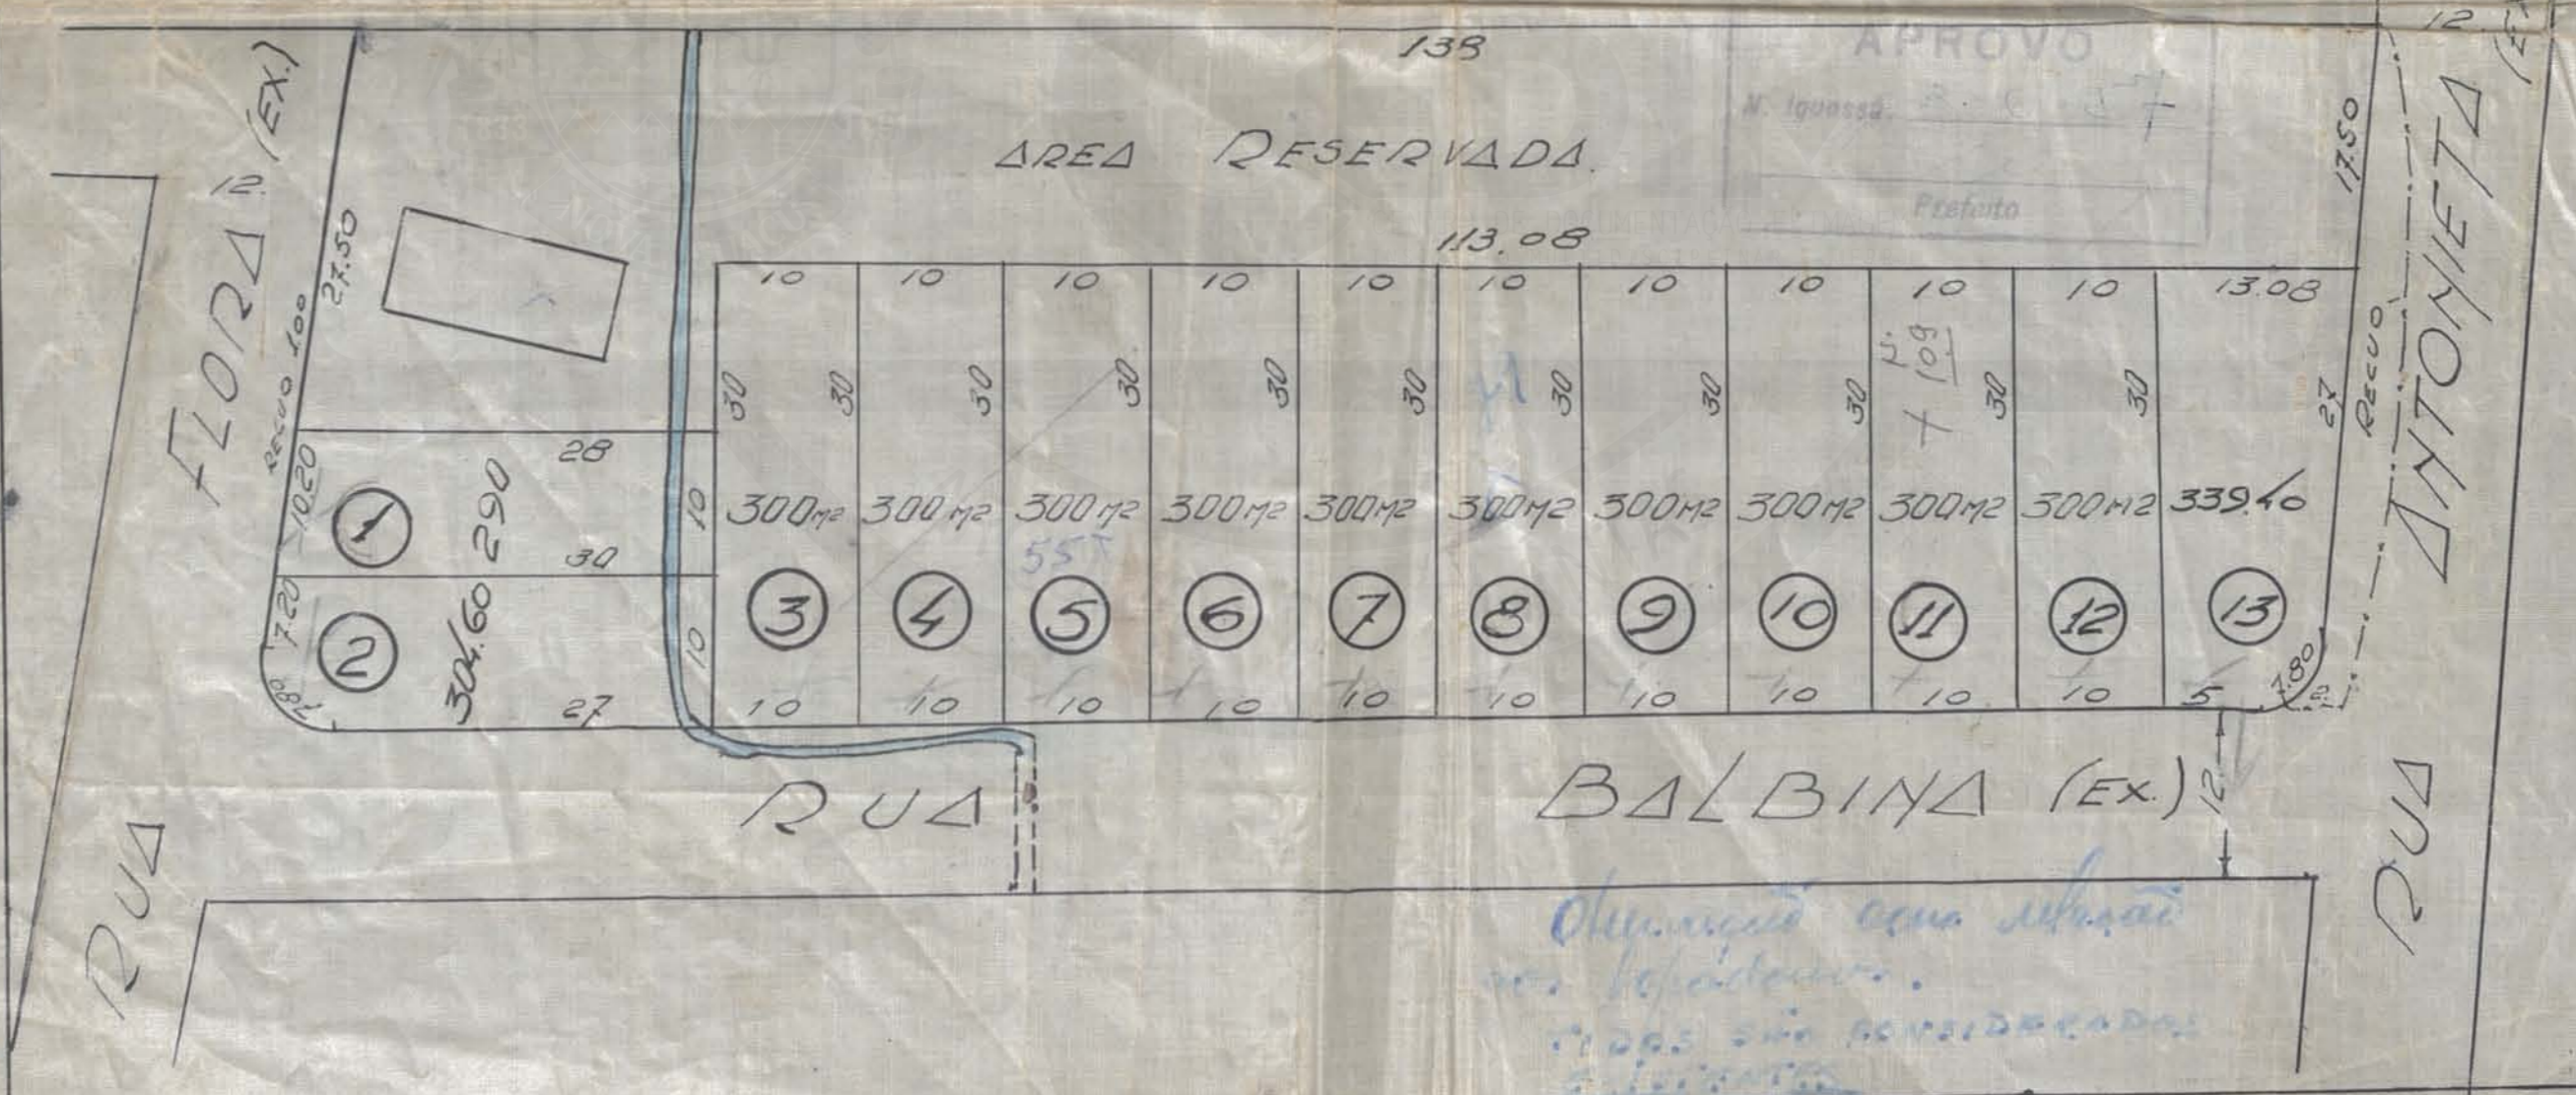 138
12
APROVO
N. Iguassú
Prefeito
AREA RESERVADA.
113.08
FLORA (EX.)
12.
27.50
RECUO 1.00
10.20
7.20
7.80
17.50
27
RECUO
ANTONIETA
10 10 10 10 10 10 10 10 10 10 13.08
30 30 30 30 30 30 30 30 30 30 30
N. 109
28
1 290 10
30
2 304.60 10
27
300M2 300M2 300M2 300M2 300M2 300M2 300M2 300M2 300M2 300M2 339.40
3 4 5 6 7 8 9 10 11 12 13
10 10 10 10 10 10 10 10 10 10 5 7.80 2
RUA BALBINA (EX.) 12
RUA
RUA